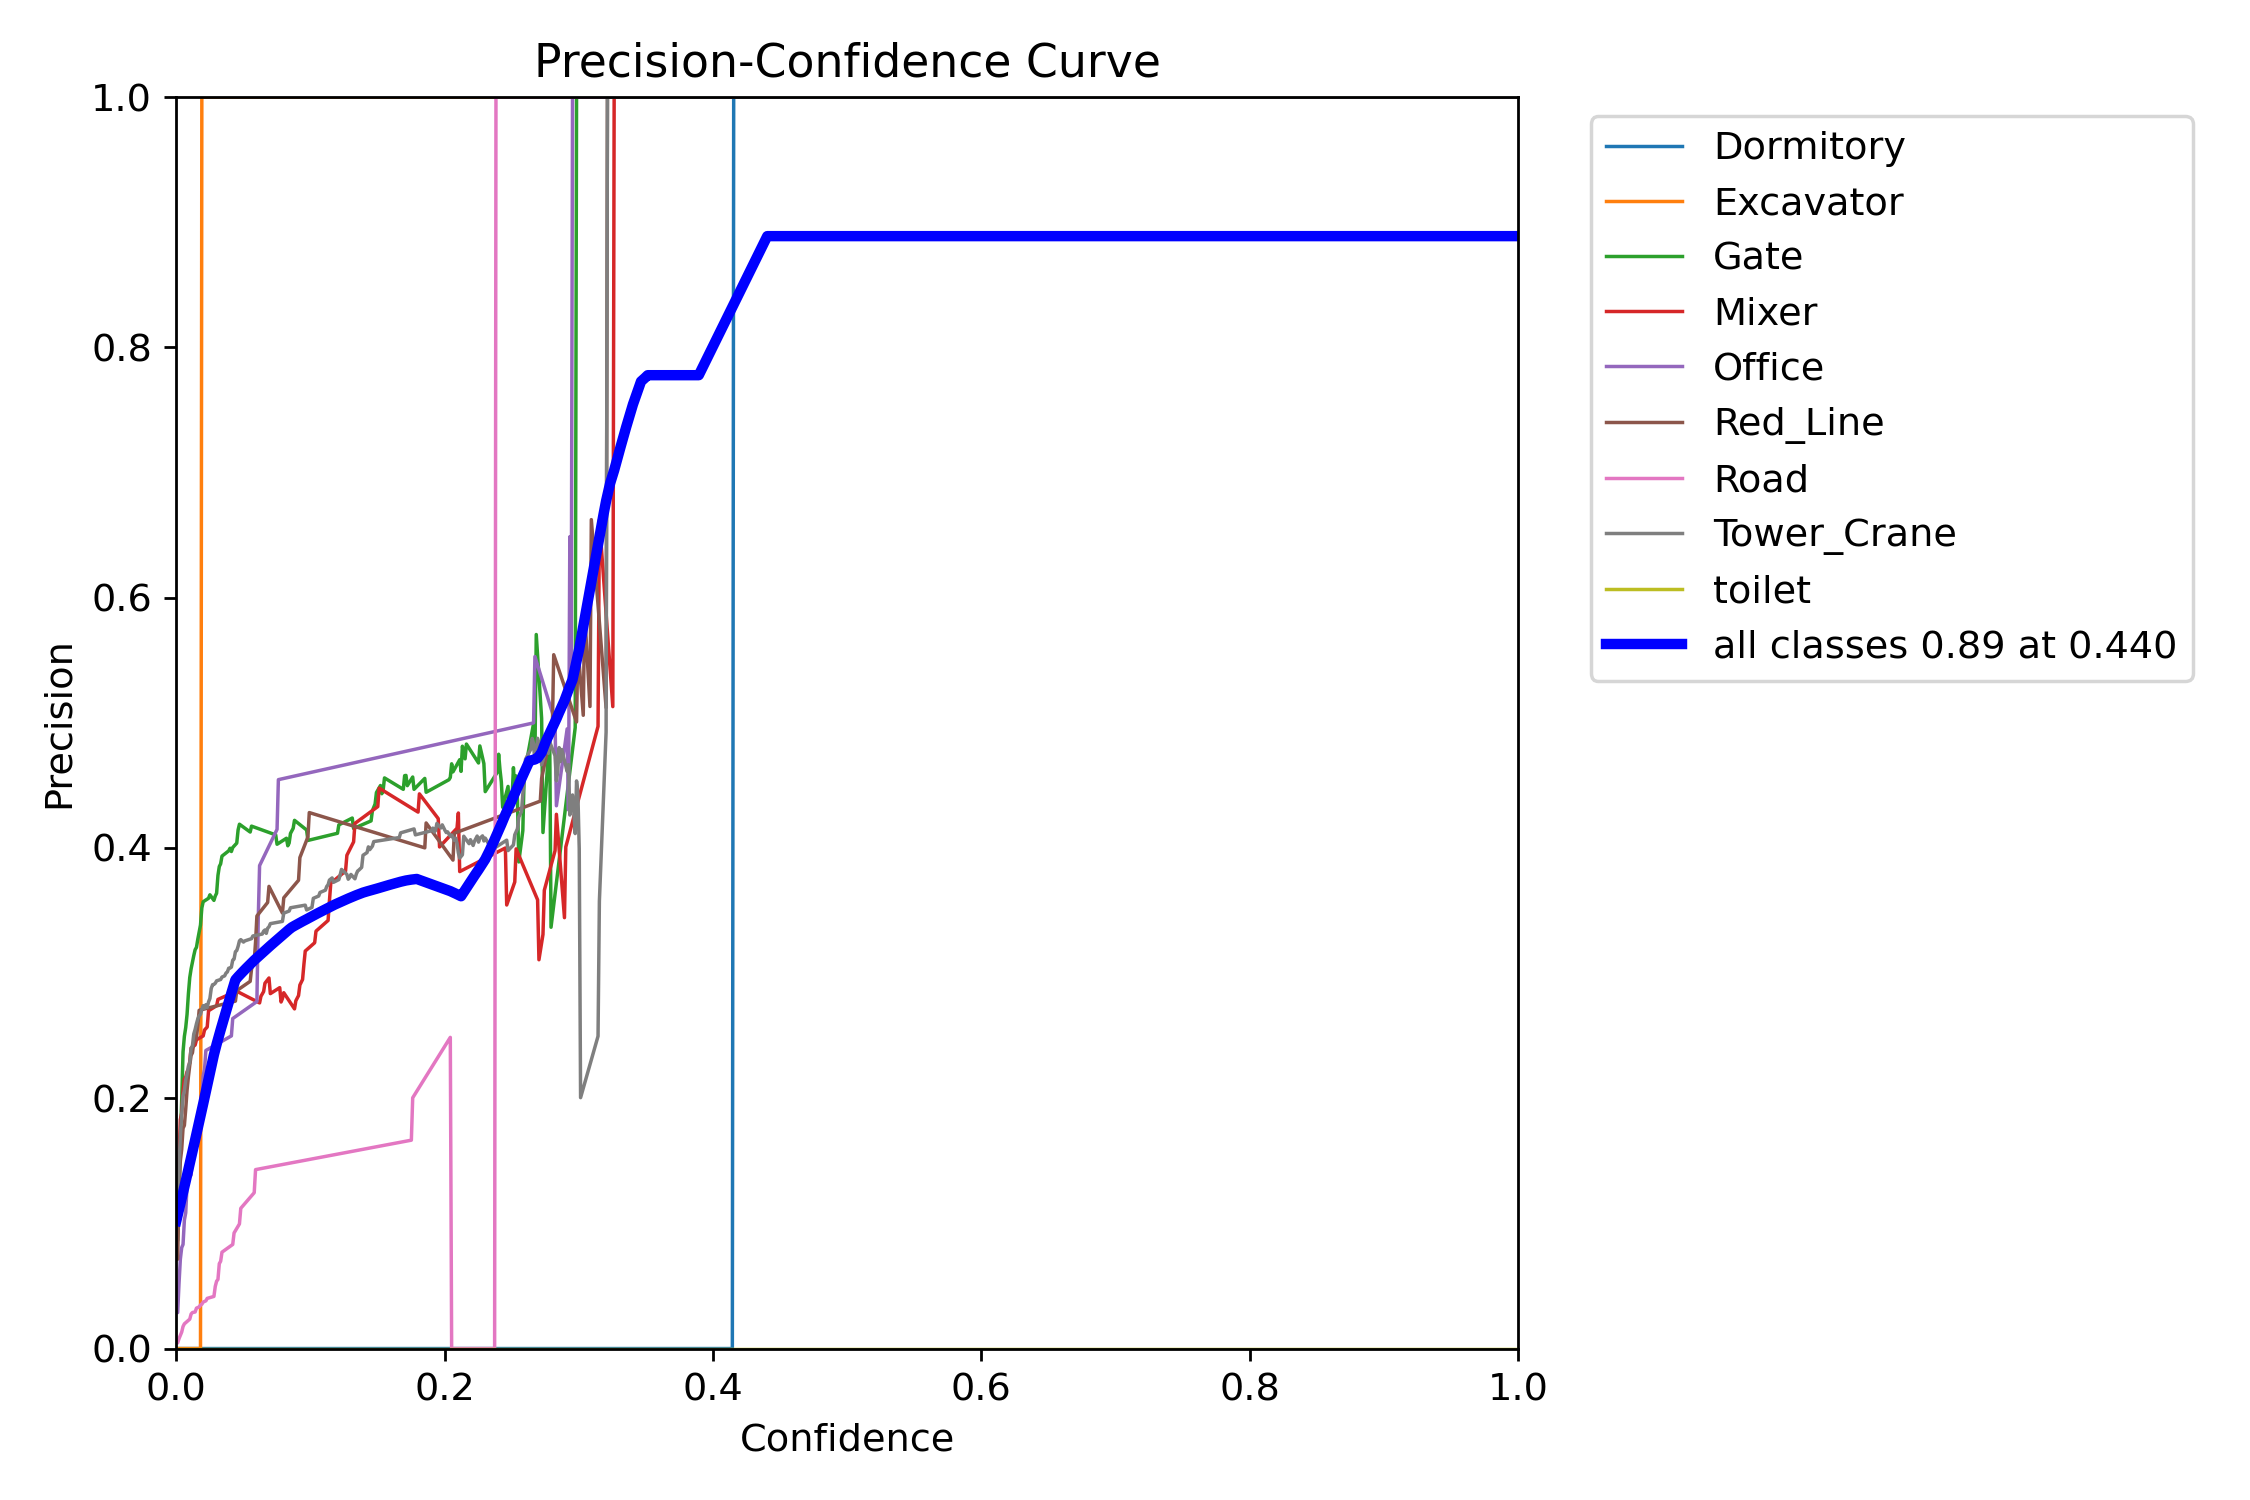 Precision-Confidence Curve
1.0
0.8
0.6
0.4
0.2
0.0
Precision
0.0 0.2 0.4 0.6 0.8 1.0
Confidence
Dormitory
Excavator
Gate
Mixer
Office
Red_Line
Road
Tower_Crane
toilet
all classes 0.89 at 0.440